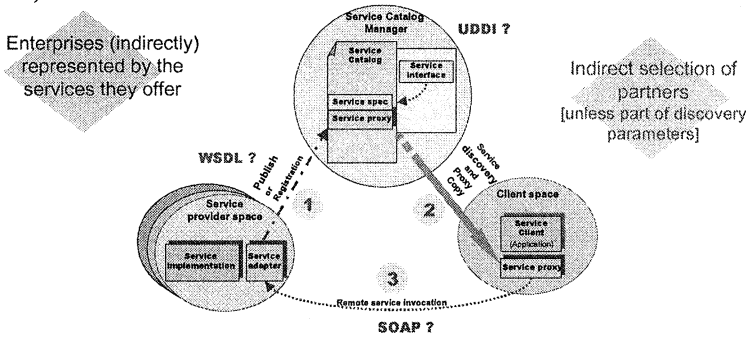 Service Catalog
Manager
UDDI ?
Enterprises (indirectly)
represented by the
services they offer
Service
Catalog
Service
Interface
Service spec
Service proxy
Indirect selection of
partners
[unless part of discovery
parameters]
WSDL ?
Publish
or
Registration
1
2
Service
discovery
and
Proxy
Copy
Service
provider space
Service
Implementation
Service
adapter
Client space
Service
Client
(Application)
Service proxy
3
Remote service invocation
SOAP ?